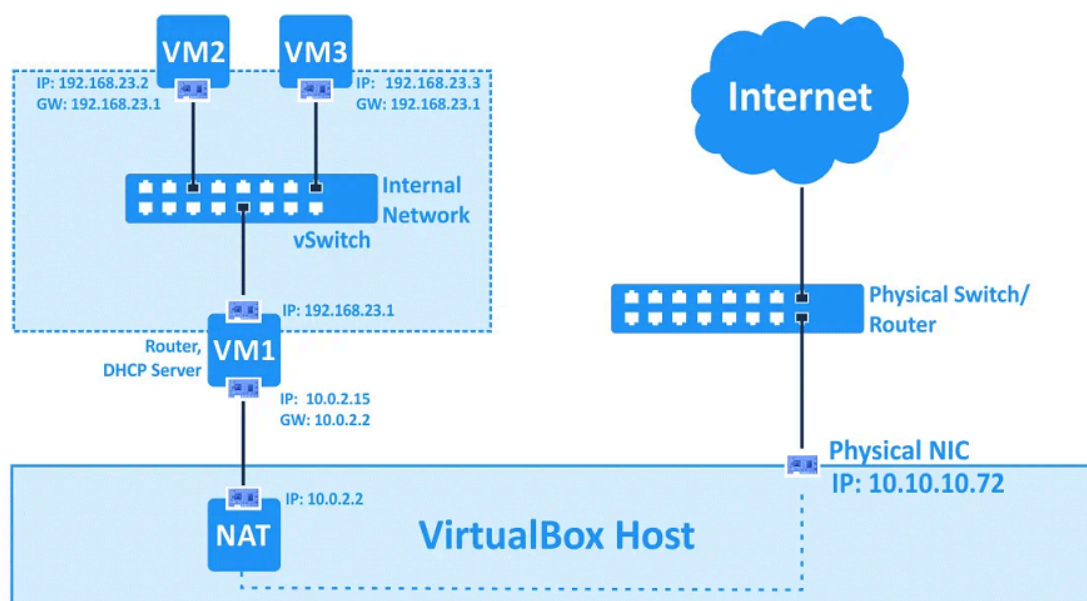 VM2
VM3
IP: 192.168.23.2
GW: 192.168.23.1
IP: 192.168.23.3
GW: 192.168.23.1
Internet
Internal
Network
vSwitch
IP: 192.168.23.1
Physical Switch/
Router
Router,
DHCP Server
VM1
IP: 10.0.2.15
GW: 10.0.2.2
Physical NIC
IP: 10.10.10.72
IP: 10.0.2.2
NAT
VirtualBox Host